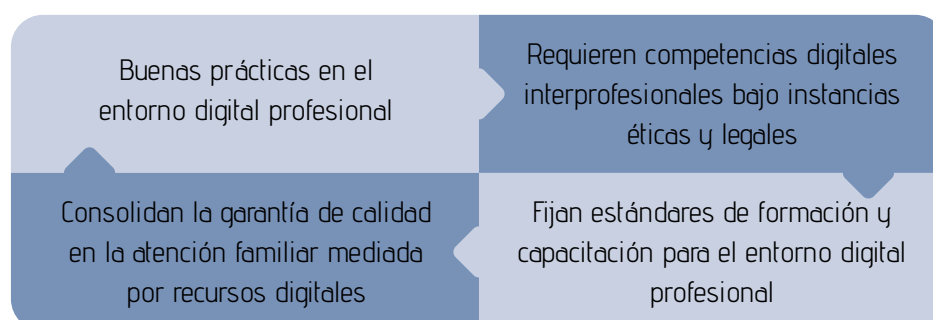 Buenas prácticas en el
entorno digital profesional
Requieren competencias digitales
interprofesionales bajo instancias
éticas y legales
Fijan estándares de formación y
capacitación para el entorno digital
profesional
Consolidan la garantía de calidad
en la atención familiar mediada
por recursos digitales